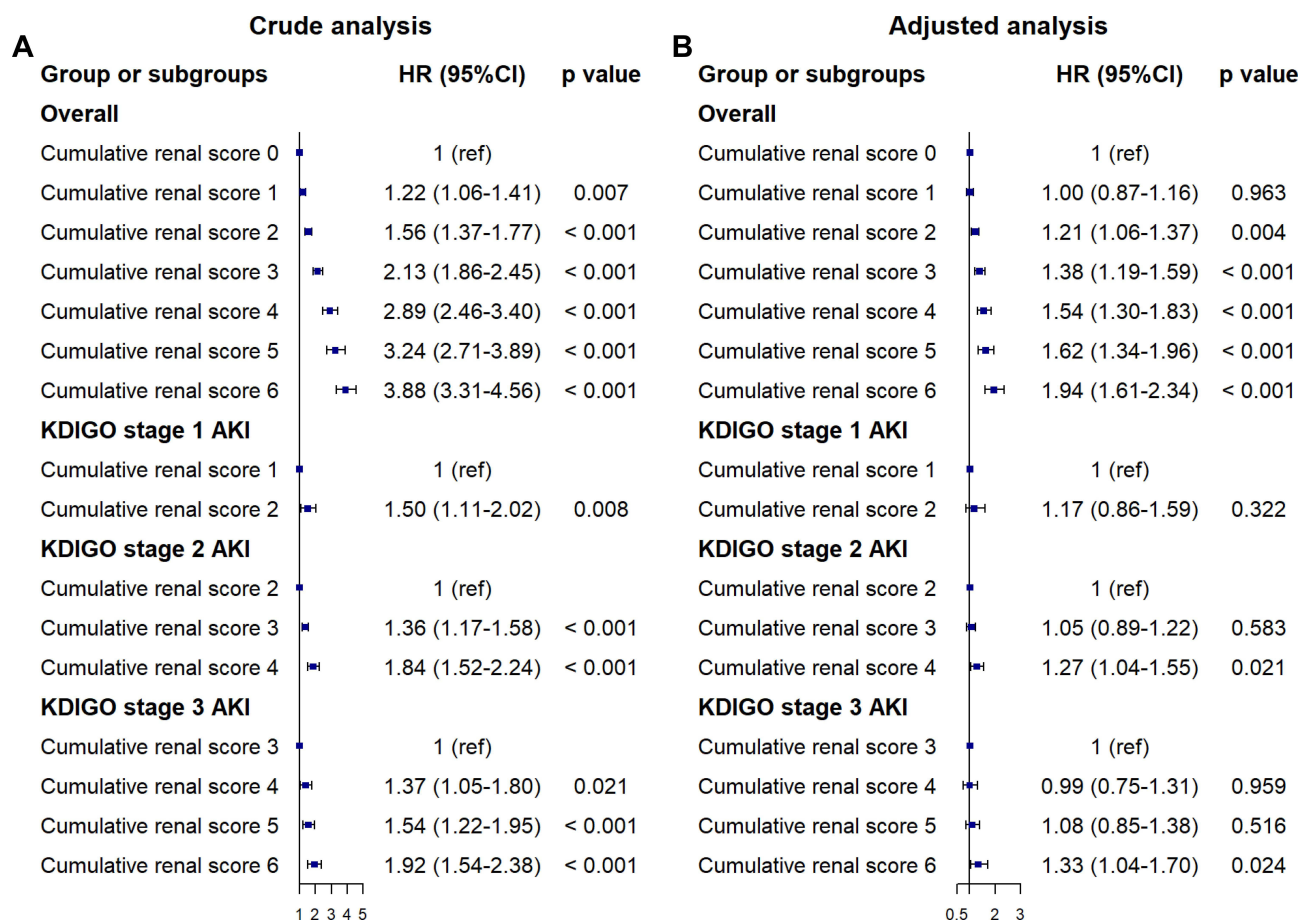 Crude analysis
A
Group or subgroups HR (95%CI) p value
Overall
Cumulative renal score 0 1 (ref)
Cumulative renal score 1 1.22 (1.06-1.41) 0.007
Cumulative renal score 2 1.56 (1.37-1.77) < 0.001
Cumulative renal score 3 2.13 (1.86-2.45) < 0.001
Cumulative renal score 4 2.89 (2.46-3.40) < 0.001
Cumulative renal score 5 3.24 (2.71-3.89) < 0.001
Cumulative renal score 6 3.88 (3.31-4.56) < 0.001
KDIGO stage 1 AKI
Cumulative renal score 1 1 (ref)
Cumulative renal score 2 1.50 (1.11-2.02) 0.008
KDIGO stage 2 AKI
Cumulative renal score 2 1 (ref)
Cumulative renal score 3 1.36 (1.17-1.58) < 0.001
Cumulative renal score 4 1.84 (1.52-2.24) < 0.001
KDIGO stage 3 AKI
Cumulative renal score 3 1 (ref)
Cumulative renal score 4 1.37 (1.05-1.80) 0.021
Cumulative renal score 5 1.54 (1.22-1.95) < 0.001
Cumulative renal score 6 1.92 (1.54-2.38) < 0.001
1 2 3 4 5
Adjusted analysis
B
Group or subgroups HR (95%CI) p value
Overall
Cumulative renal score 0 1 (ref)
Cumulative renal score 1 1.00 (0.87-1.16) 0.963
Cumulative renal score 2 1.21 (1.06-1.37) 0.004
Cumulative renal score 3 1.38 (1.19-1.59) < 0.001
Cumulative renal score 4 1.54 (1.30-1.83) < 0.001
Cumulative renal score 5 1.62 (1.34-1.96) < 0.001
Cumulative renal score 6 1.94 (1.61-2.34) < 0.001
KDIGO stage 1 AKI
Cumulative renal score 1 1 (ref)
Cumulative renal score 2 1.17 (0.86-1.59) 0.322
KDIGO stage 2 AKI
Cumulative renal score 2 1 (ref)
Cumulative renal score 3 1.05 (0.89-1.22) 0.583
Cumulative renal score 4 1.27 (1.04-1.55) 0.021
KDIGO stage 3 AKI
Cumulative renal score 3 1 (ref)
Cumulative renal score 4 0.99 (0.75-1.31) 0.959
Cumulative renal score 5 1.08 (0.85-1.38) 0.516
Cumulative renal score 6 1.33 (1.04-1.70) 0.024
0.5 2 3